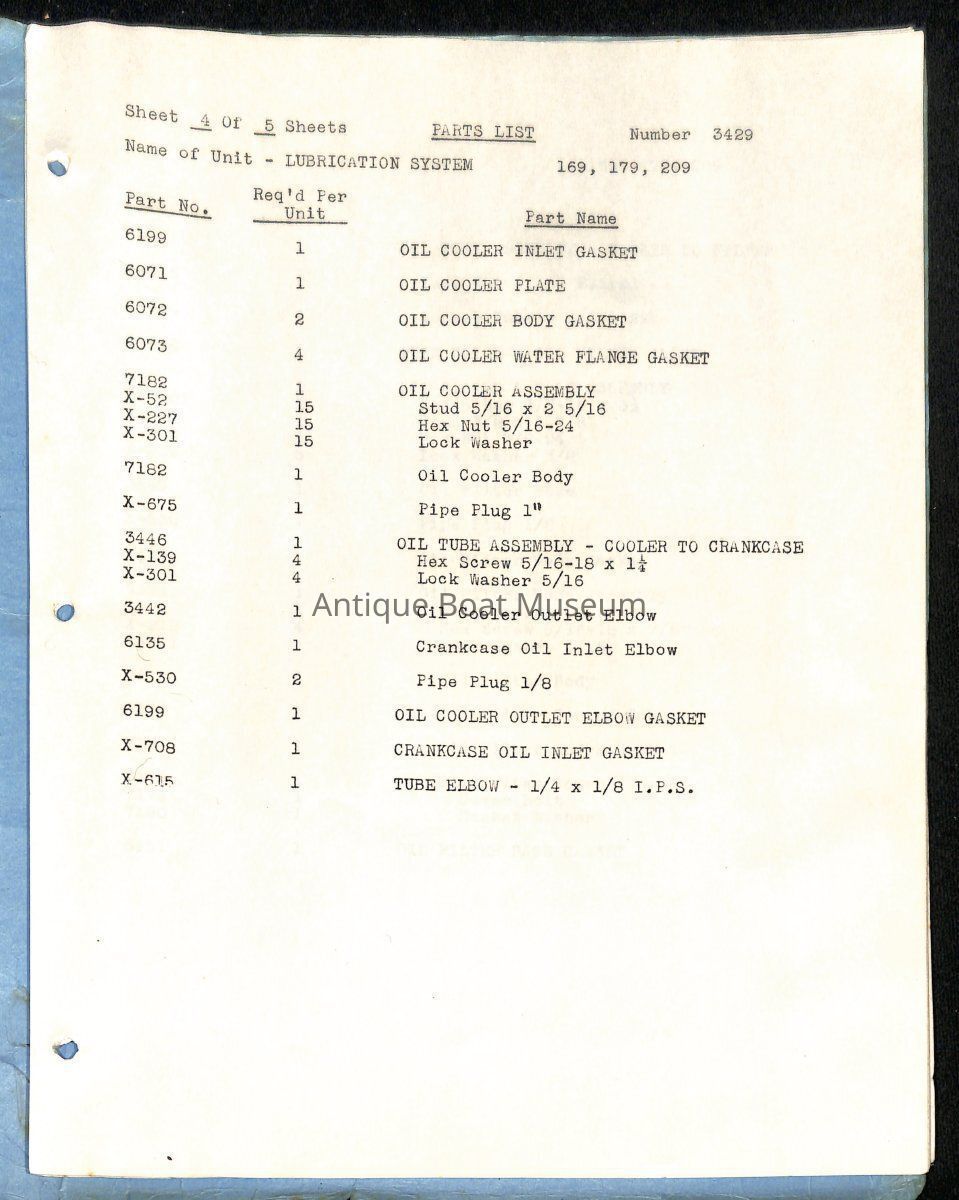 Sheet 4 Of 5 Sheets PARTS LIST Number 3429
Name of Unit - LUBRICATION SYSTEM 169, 179, 209
Part No. Req'd Per Unit Part Name
6199 1 OIL COOLER INLET GASKET
6071 1 OIL COOLER PLATE
6072 2 OIL COOLER BODY GASKET
6073 4 OIL COOLER WATER FLANGE GASKET
7182 1 OIL COOLER ASSEMBLY
X-52 15 Stud 5/16 x 2 5/16
X-227 15 Hex Nut 5/16-24
X-301 15 Lock Washer
7182 1 Oil Cooler Body
X-675 1 Pipe Plug 1"
3446 1 OIL TUBE ASSEMBLY - COOLER TO CRANKCASE
X-139 4 Hex Screw 5/16-18 x 1¼
X-301 4 Lock Washer 5/16
Antique Boat Museum
3442 1 Oil Cooler Outlet Elbow
6135 1 Crankcase Oil Inlet Elbow
X-530 2 Pipe Plug 1/8
6199 1 OIL COOLER OUTLET ELBOW GASKET
X-708 1 CRANKCASE OIL INLET GASKET
X-615 1 TUBE ELBOW - 1/4 x 1/8 I.P.S.